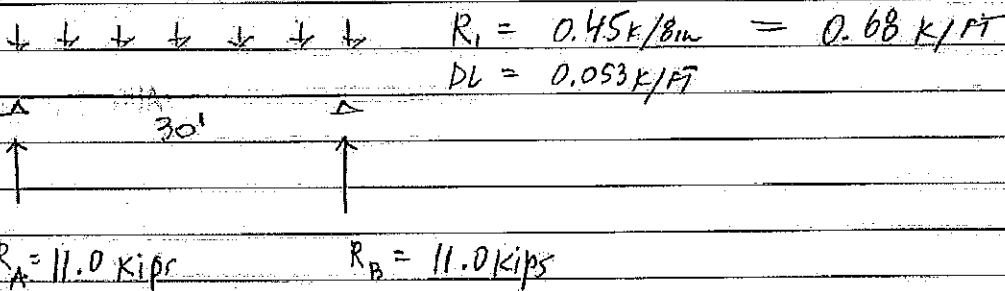 R₁ = 0.45K/8in = 0.68 K/FT
DL = 0.053K/FT
30'
R_A = 11.0 Kips R_B = 11.0 Kips